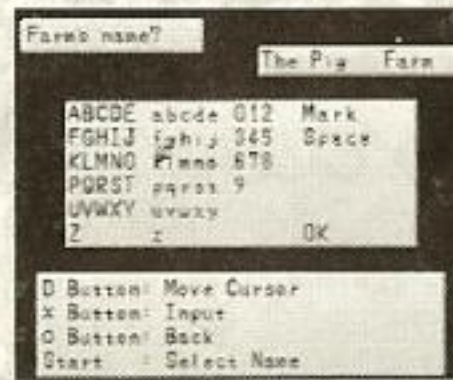 Farm's name?
The Pig Farm
ABCDE abcde 012 Mark
FGHIJ fghij 345 Space
KLMNO klmno 678
PQRST pqrst 9
UVWXY uvwxy
Z z OK
D Button: Move Cursor
× Button: Input
O Button: Back
Start : Select Name